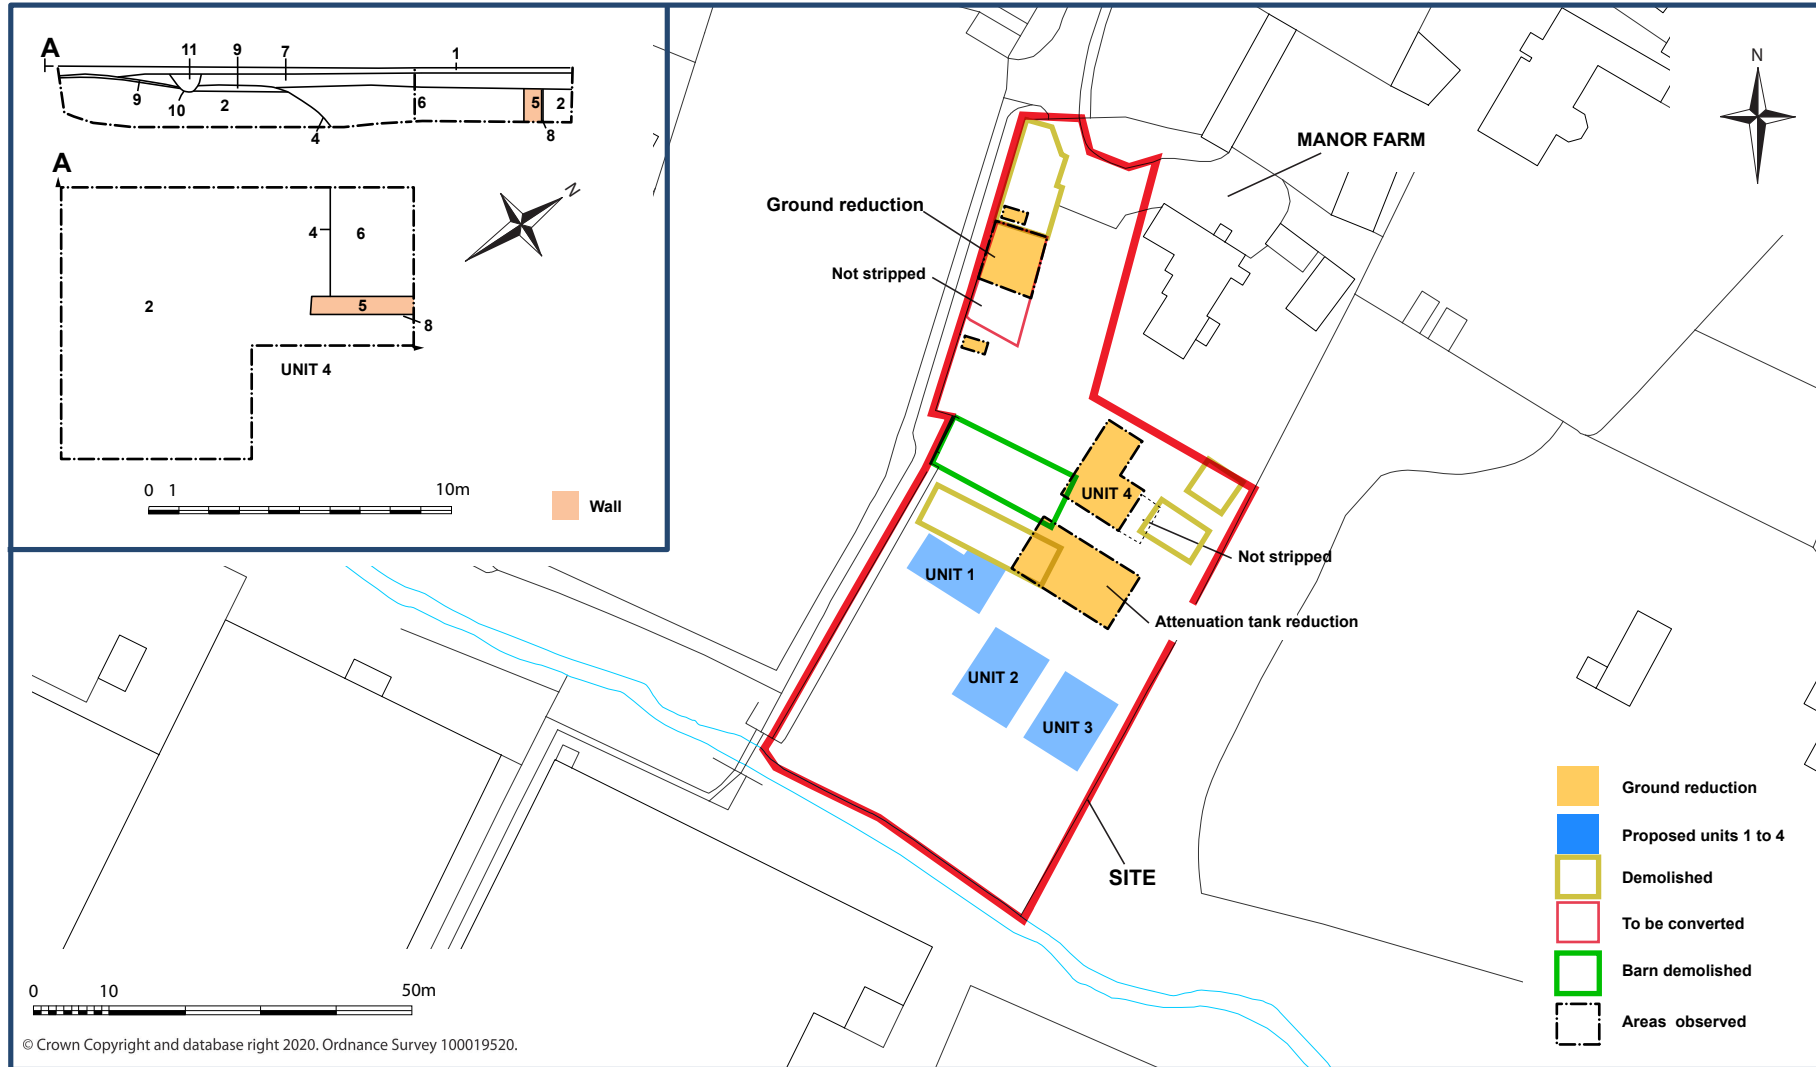 A
11 9 7 1
9 10 2 4 6 5 2 8
A
N
4 6
2
5
8
UNIT 4
0 1 10m
Wall
N
MANOR FARM
Ground reduction
Not stripped
UNIT 4
Not stripped
UNIT 1
Attenuation tank reduction
UNIT 2
UNIT 3
SITE
Ground reduction
Proposed units 1 to 4
Demolished
To be converted
Barn demolished
Areas observed
0 10 50m
© Crown Copyright and database right 2020. Ordnance Survey 100019520.